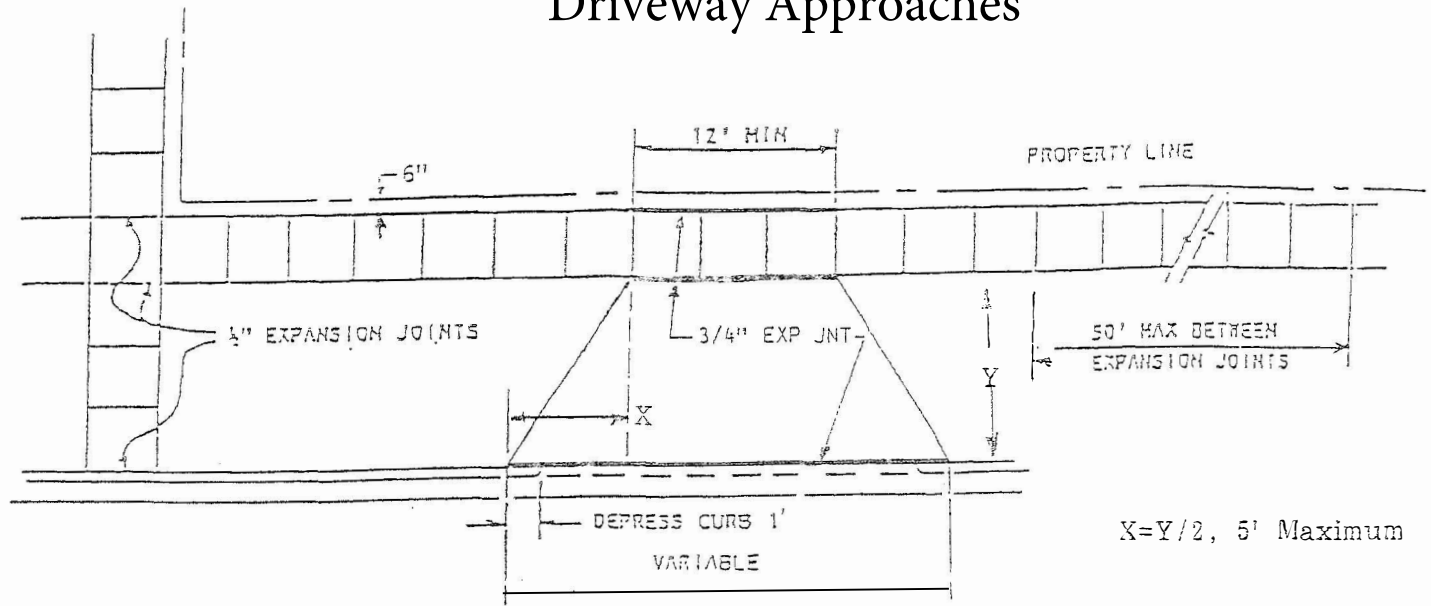 Driveway Approaches
12' MIN
PROPERTY LINE
6"
½" EXPANSION JOINTS
3/4" EXP JNT
50' MAX BETWEEN
EXPANSION JOINTS
Y
X
DEPRESS CURB 1'
VARIABLE
X=Y/2, 5' Maximum